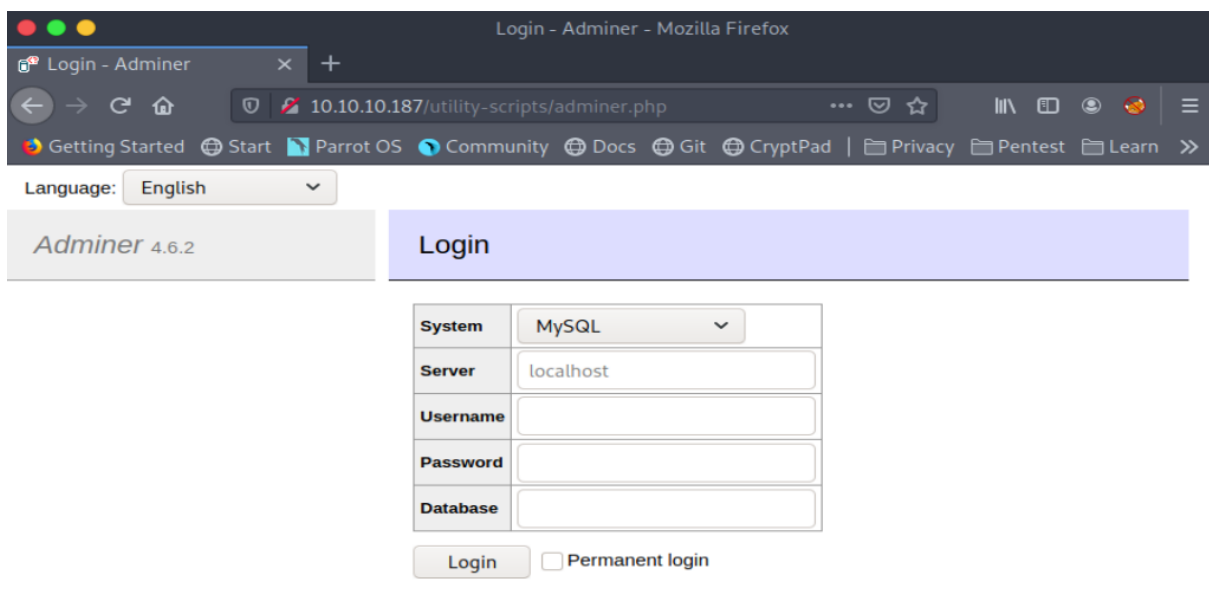 Login - Adminer - Mozilla Firefox
Login - Adminer
10.10.10.187/utility-scripts/adminer.php
Getting Started Start Parrot OS Community Docs Git CryptPad | Privacy Pentest Learn
Language: English
Adminer 4.6.2
Login
System MySQL
Server localhost
Username
Password
Database
Login Permanent login